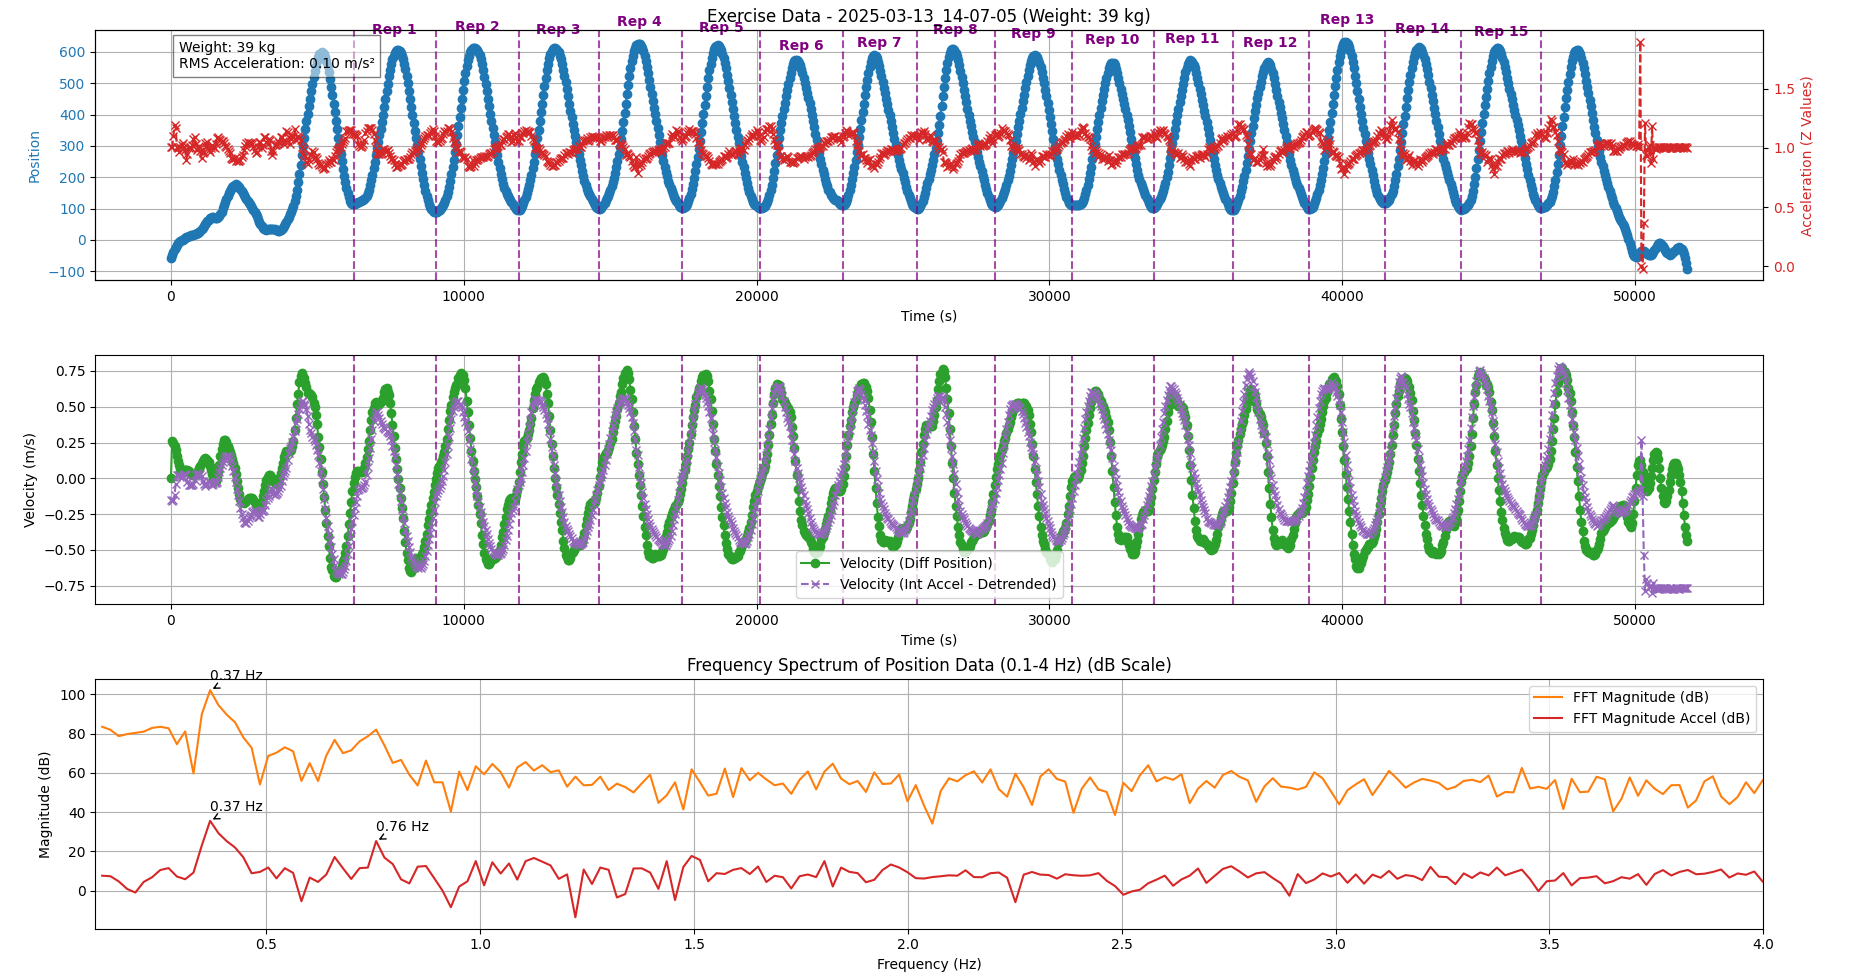 Exercise Data - 2025-03-13_14-07-05 (Weight: 39 kg)
Rep 1 Rep 2 Rep 3 Rep 4 Rep 5 Rep 6 Rep 7 Rep 8 Rep 9 Rep 10 Rep 11 Rep 12 Rep 13 Rep 14 Rep 15
Weight: 39 kg
RMS Acceleration: 0.10 m/s²
600
500
400
300
200
100
0
−100
Position
1.5
1.0
0.5
0.0
Acceleration (Z Values)
0 10000 20000 30000 40000 50000
Time (s)
0.75
0.50
0.25
0.00
−0.25
−0.50
−0.75
Velocity (m/s)
Velocity (Diff Position)
Velocity (Int Accel - Detrended)
0 10000 20000 30000 40000 50000
Time (s)
Frequency Spectrum of Position Data (0.1-4 Hz) (dB Scale)
0.37 Hz
0.37 Hz
0.76 Hz
FFT Magnitude (dB)
FFT Magnitude Accel (dB)
100
80
60
40
20
0
Magnitude (dB)
0.5 1.0 1.5 2.0 2.5 3.0 3.5 4.0
Frequency (Hz)